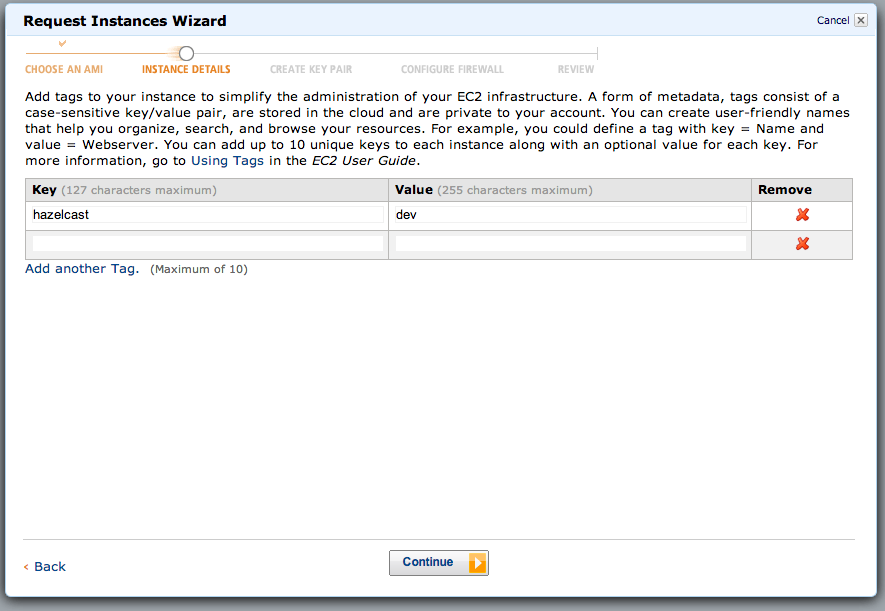 Request Instances Wizard
Cancel
CHOOSE AN AMI INSTANCE DETAILS CREATE KEY PAIR CONFIGURE FIREWALL REVIEW
Add tags to your instance to simplify the administration of your EC2 infrastructure. A form of metadata, tags consist of a
case-sensitive key/value pair, are stored in the cloud and are private to your account. You can create user-friendly names
that help you organize, search, and browse your resources. For example, you could define a tag with key = Name and
value = Webserver. You can add up to 10 unique keys to each instance along with an optional value for each key. For
more information, go to Using Tags in the EC2 User Guide.
Key (127 characters maximum) Value (255 characters maximum) Remove
hazelcast dev
Add another Tag. (Maximum of 10)
< Back Continue